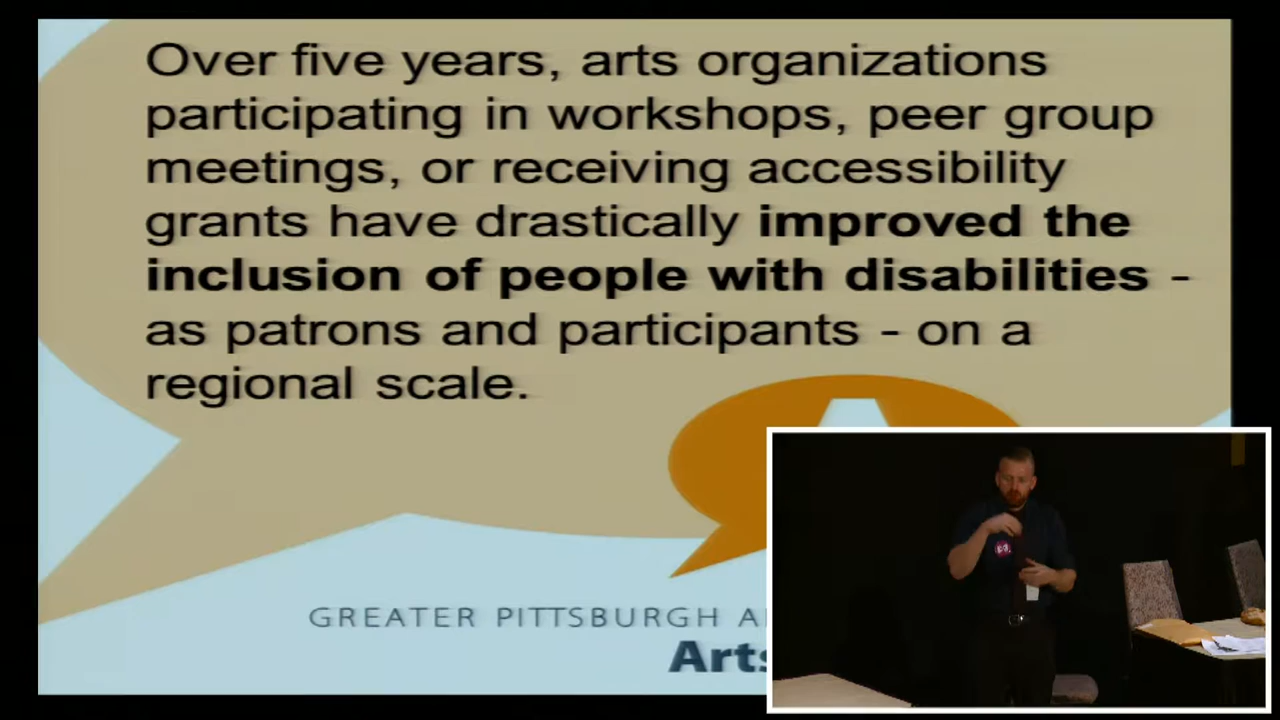 Over five years, arts organizations
participating in workshops, peer group
meetings, or receiving accessibility
grants have drastically improved the
inclusion of people with disabilities -
as patrons and participants - on a
regional scale.
GREATER PITTSBURGH A
Arts